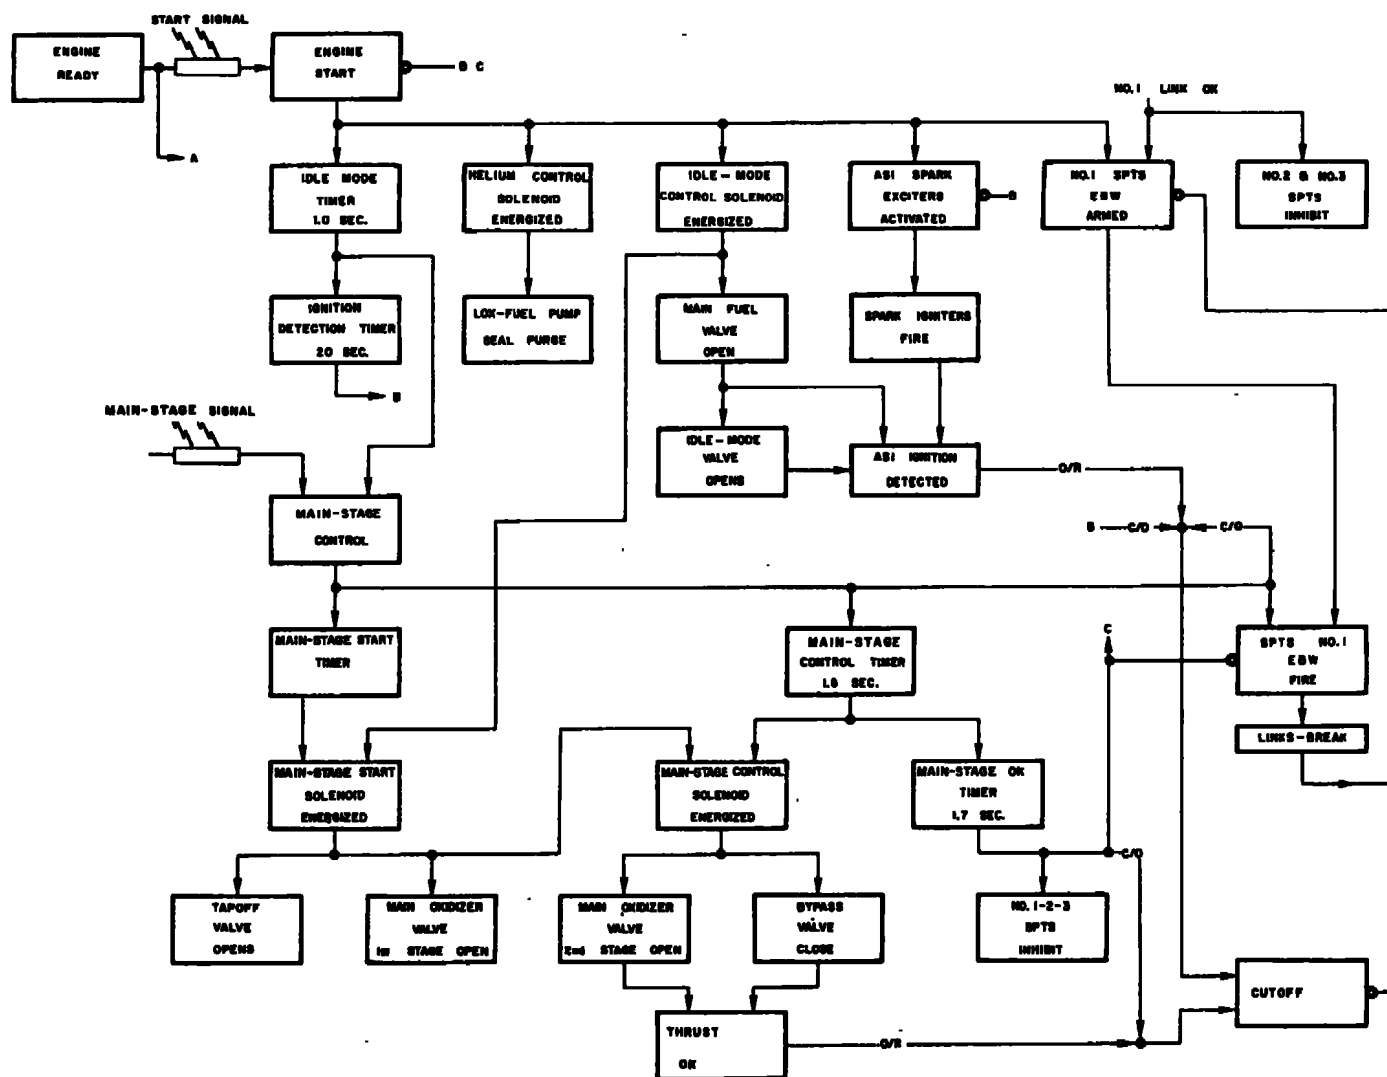 START SIGNAL
ENGINE
READY
ENGINE
START
B C
A
NO.1 LINK OK
IDLE MODE
TIMER
1.0 SEC.
HELIUM CONTROL
SOLENOID
ENERGIZED
IDLE-MODE
CONTROL SOLENOID
ENERGIZED
ASI SPARK
EXCITERS
ACTIVATED
B
NO.1 SPTS
EBW
ARMED
NO.2 & NO.3
SPTS
INHIBIT
IGNITION
DETECTION TIMER
20 SEC.
LOX-FUEL PUMP
SEAL PURGE
MAIN FUEL
VALVE
OPEN
SPARK IGNITERS
FIRE
B
MAIN-STAGE SIGNAL
IDLE-MODE
VALVE
OPENS
ASI IGNITION
DETECTED
O/R
MAIN-STAGE
CONTROL
B C/O C/O
MAIN-STAGE START
TIMER
MAIN-STAGE
CONTROL TIMER
1.6 SEC.
C
SPTS NO.1
EBW
FIRE
LINKS-BREAK
MAIN-STAGE START
SOLENOID
ENERGIZED
MAIN-STAGE CONTROL
SOLENOID
ENERGIZED
MAIN-STAGE OK
TIMER
1.7 SEC.
C/O
TAPOFF
VALVE
OPENS
MAIN OXIDIZER
VALVE
STAGE OPEN
MAIN OXIDIZER
VALVE
STAGE OPEN
BYPASS
VALVE
CLOSE
NO. 1-2-3
SPTS
INHIBIT
CUTOFF
THRUST
OK
O/R